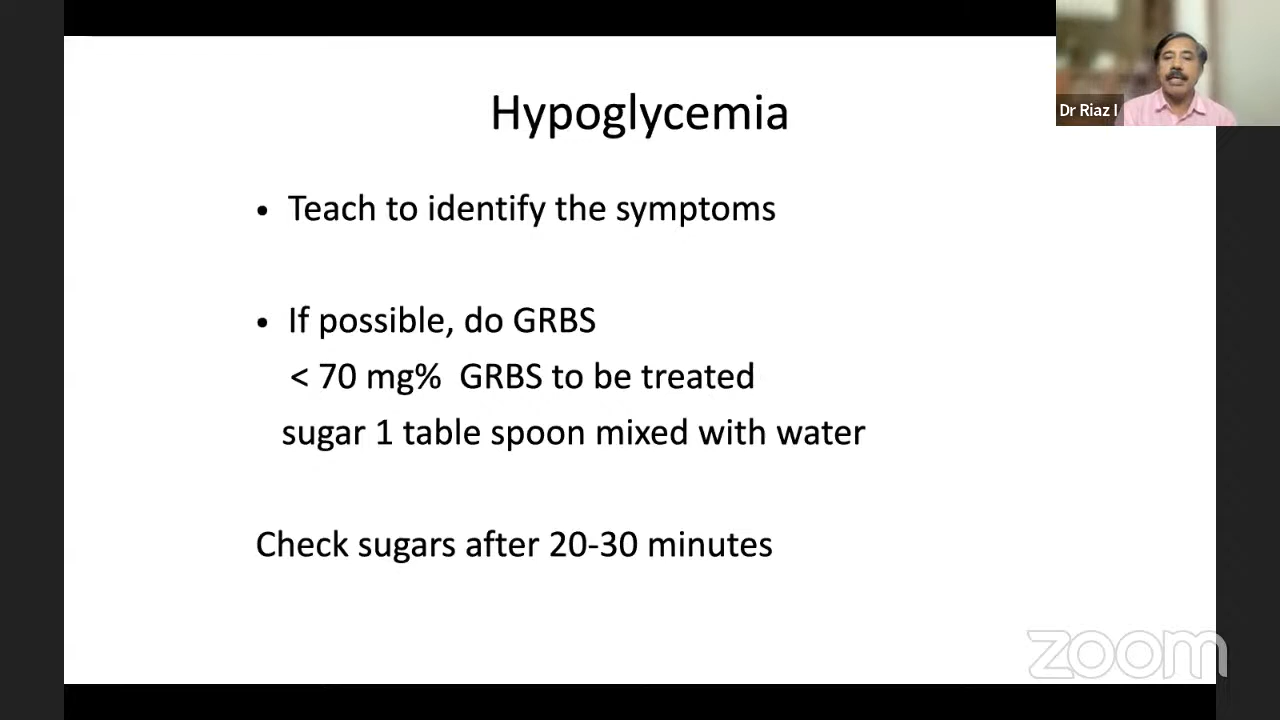 Hypoglycemia
Dr Riaz I
• Teach to identify the symptoms
• If possible, do GRBS
< 70 mg% GRBS to be treated
sugar 1 table spoon mixed with water
Check sugars after 20-30 minutes
zoom